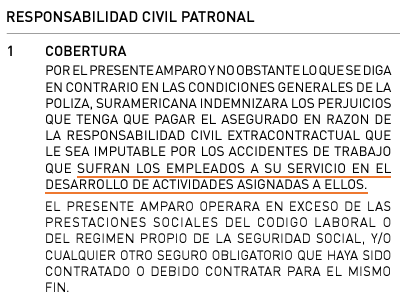 RESPONSABILIDAD CIVIL PATRONAL
1 COBERTURA
POR EL PRESENTE AMPARO Y NO OBSTANTE LO QUE SE DIGA
EN CONTRARIO EN LAS CONDICIONES GENERALES DE LA
POLIZA, SURAMERICANA INDEMNIZARA LOS PERJUICIOS
QUE TENGA QUE PAGAR EL ASEGURADO EN RAZON DE
LA RESPONSABILIDAD CIVIL EXTRACONTRACTUAL QUE
LE SEA IMPUTABLE POR LOS ACCIDENTES DE TRABAJO
QUE SUFRAN LOS EMPLEADOS A SU SERVICIO EN EL
DESARROLLO DE ACTIVIDADES ASIGNADAS A ELLOS.
EL PRESENTE AMPARO OPERARA EN EXCESO DE LAS
PRESTACIONES SOCIALES DEL CODIGO LABORAL O
DEL REGIMEN PROPIO DE LA SEGURIDAD SOCIAL, Y/O
CUALQUIER OTRO SEGURO OBLIGATORIO QUE HAYA SIDO
CONTRATADO O DEBIDO CONTRATAR PARA EL MISMO
FIN.